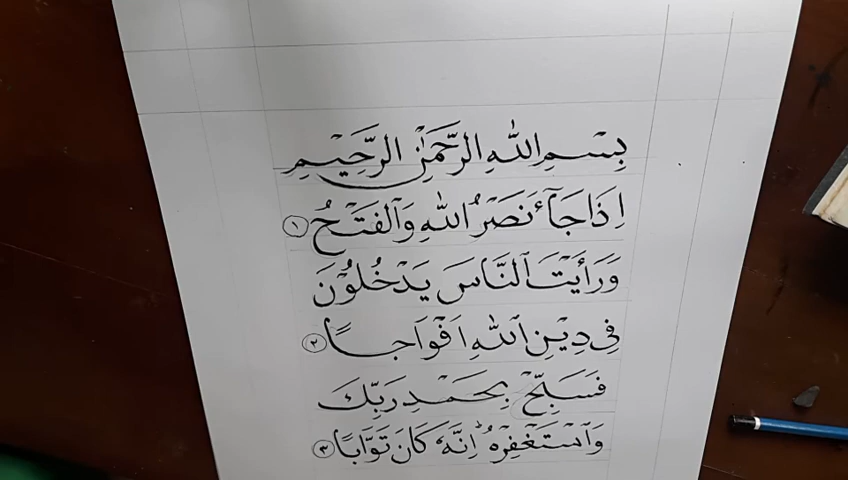 بِسْمِ اللّٰهِ الرَّحْمَنِ الرَّحِيْمِ
اِذَا جَآءَ نَصْرُ اللّٰهِ وَالْفَتْحُ ١
وَرَأَيْتَ النَّاسَ يَدْخُلُوْنَ
فِي دِيْنِ اللّٰهِ اَفْوَاجًا ٢
فَسَبِّحْ بِحَمْدِ رَبِّكَ
وَاسْتَغْفِرْهُ اِنَّهُ كَانَ تَوَّابًا ٣